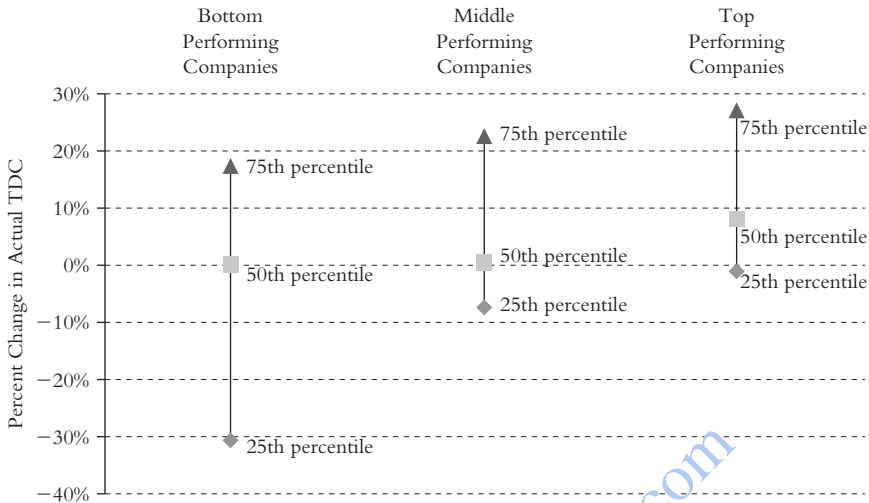 Bottom
Performing
Companies
Middle
Performing
Companies
Top
Performing
Companies
Percent Change in Actual TDC
30%
20%
10%
0%
−10%
−20%
−30%
−40%
75th percentile
50th percentile
25th percentile
75th percentile
50th percentile
25th percentile
75th percentile
50th percentile
25th percentile
.com